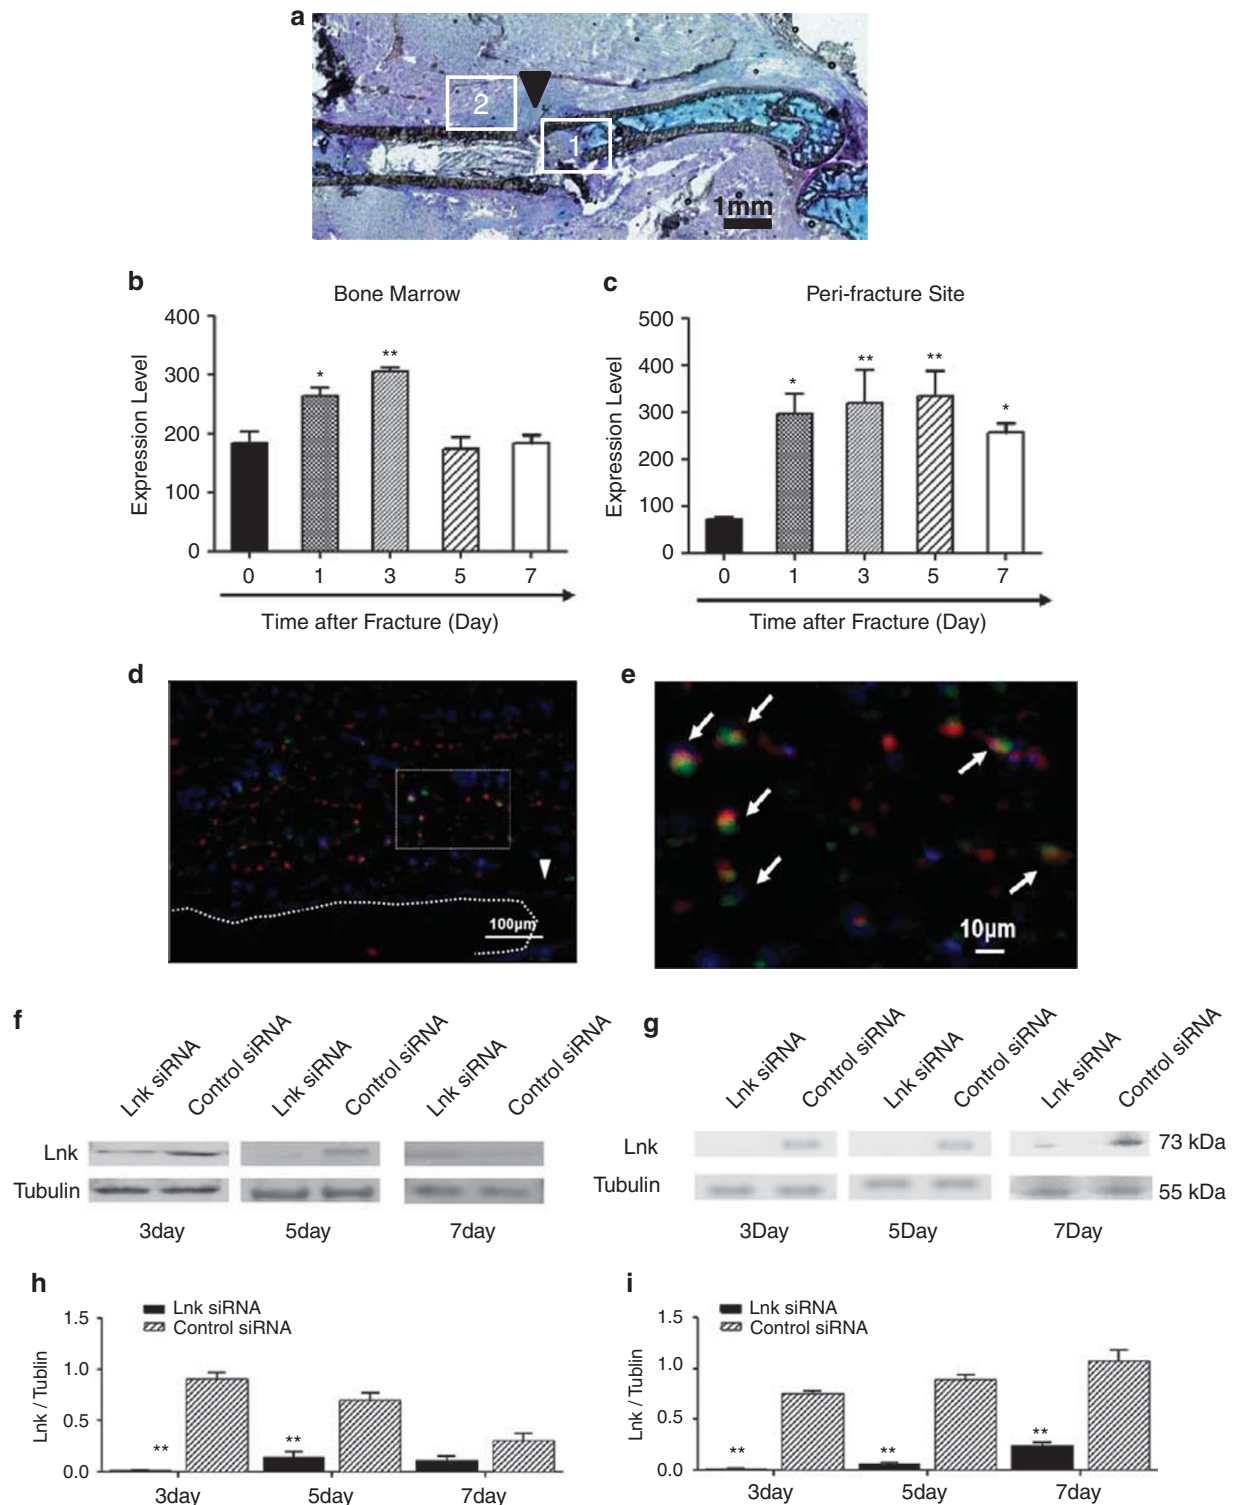 a
2
1
1mm
b
Bone Marrow
400
300
200
100
0
Expression Level
*
**
0 1 3 5 7
Time after Fracture (Day)
c
Peri-fracture Site
500
400
300
200
100
0
Expression Level
*
**
**
*
0 1 3 5 7
Time after Fracture (Day)
d
100µm
e
10µm
f
Lnk siRNA
Control siRNA
Lnk siRNA
Control siRNA
Lnk siRNA
Control siRNA
Lnk
Tubulin
3day 5day 7day
g
Lnk siRNA
Control siRNA
Lnk siRNA
Control siRNA
Lnk siRNA
Control siRNA
Lnk 73 kDa
Tubulin 55 kDa
3Day 5Day 7Day
h
Lnk siRNA
Control siRNA
1.5
1.0
0.5
0.0
Lnk / Tublin
**
**
3day 5day 7day
i
Lnk siRNA
Control siRNA
1.5
1.0
0.5
0.0
Lnk / Tublin
**
**
**
3day 5day 7day